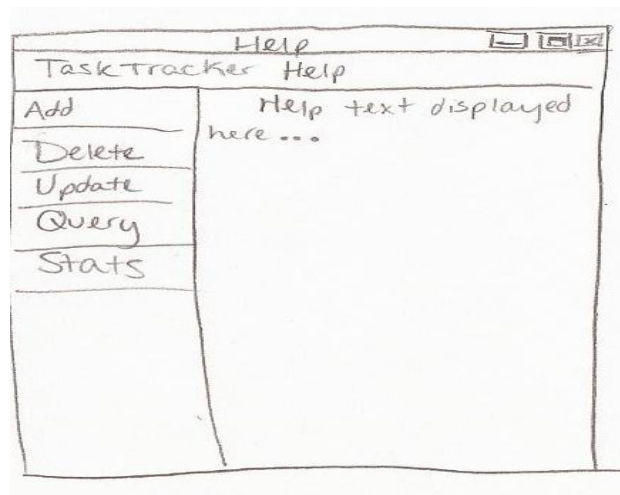 Help
TaskTracker Help
Add
Delete
Update
Query
Stats
Help text displayed
here...